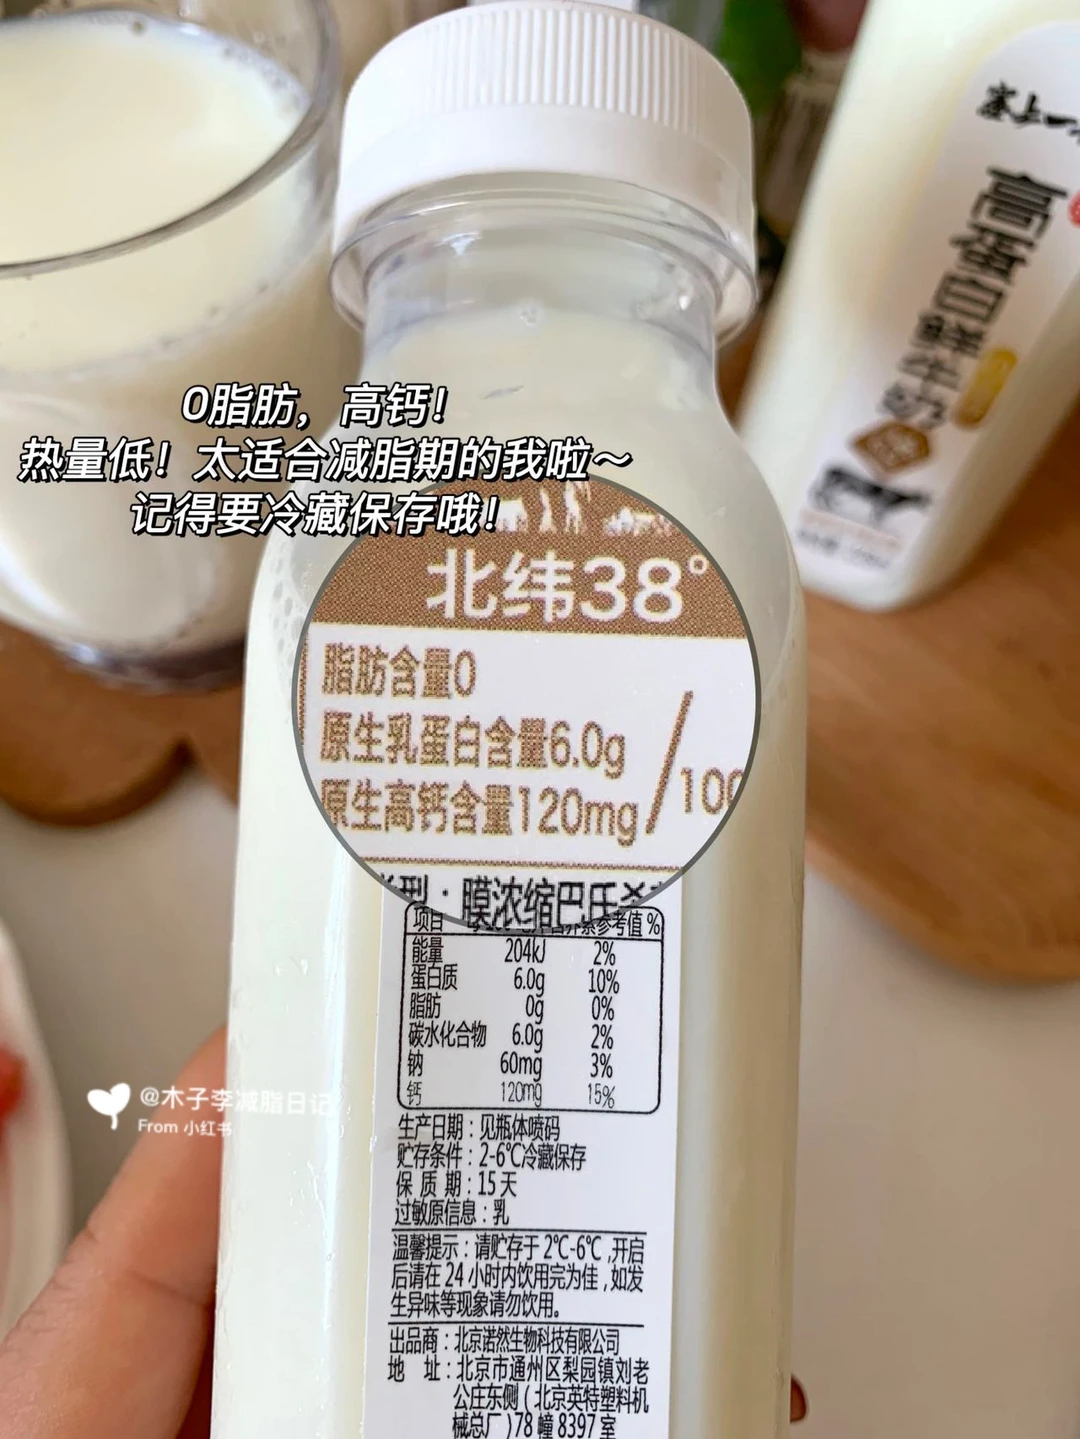 塞上一
高蛋白鲜牛奶
0脂肪，高钙！
热量低！太适合减脂期的我啦～
记得要冷藏保存哦！
北纬38°
脂肪含量0
原生乳蛋白含量6.0g
原生高钙含量120mg
/100
型：膜浓缩巴氏杀
项目 养素参考值%
能量 204kJ 2%
蛋白质 6.0g 10%
脂肪 0g 0%
碳水化合物 6.0g 2%
钠 60mg 3%
钙 120mg 15%
生产日期：见瓶体喷码
贮存条件：2-6℃冷藏保存
保 质 期：15天
过敏原信息：乳
温馨提示：请贮存于2℃-6℃,开启
后请在24小时内饮用完为佳,如发
生异味等现象请勿饮用。
出品商：北京诺然生物科技有限公司
地 址：北京市通州区梨园镇刘老
公庄东侧(北京英特塑料机
械总厂)78幢8397室
@木子李减脂日记
From 小红书